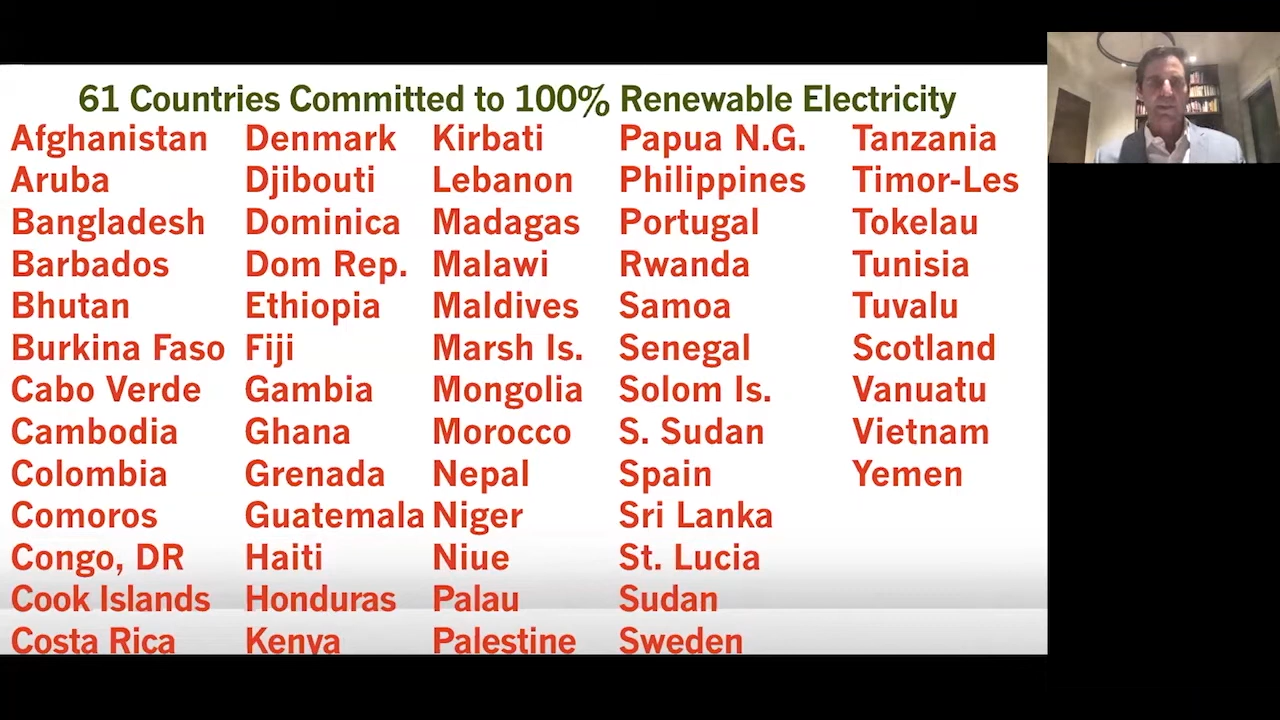 61 Countries Committed to 100% Renewable Electricity
Afghanistan Denmark Kirbati Papua N.G. Tanzania
Aruba Djibouti Lebanon Philippines Timor-Les
Bangladesh Dominica Madagas Portugal Tokelau
Barbados Dom Rep. Malawi Rwanda Tunisia
Bhutan Ethiopia Maldives Samoa Tuvalu
Burkina Faso Fiji Marsh Is. Senegal Scotland
Cabo Verde Gambia Mongolia Solom Is. Vanuatu
Cambodia Ghana Morocco S. Sudan Vietnam
Colombia Grenada Nepal Spain Yemen
Comoros Guatemala Niger Sri Lanka
Congo, DR Haiti Niue St. Lucia
Cook Islands Honduras Palau Sudan
Costa Rica Kenya Palestine Sweden